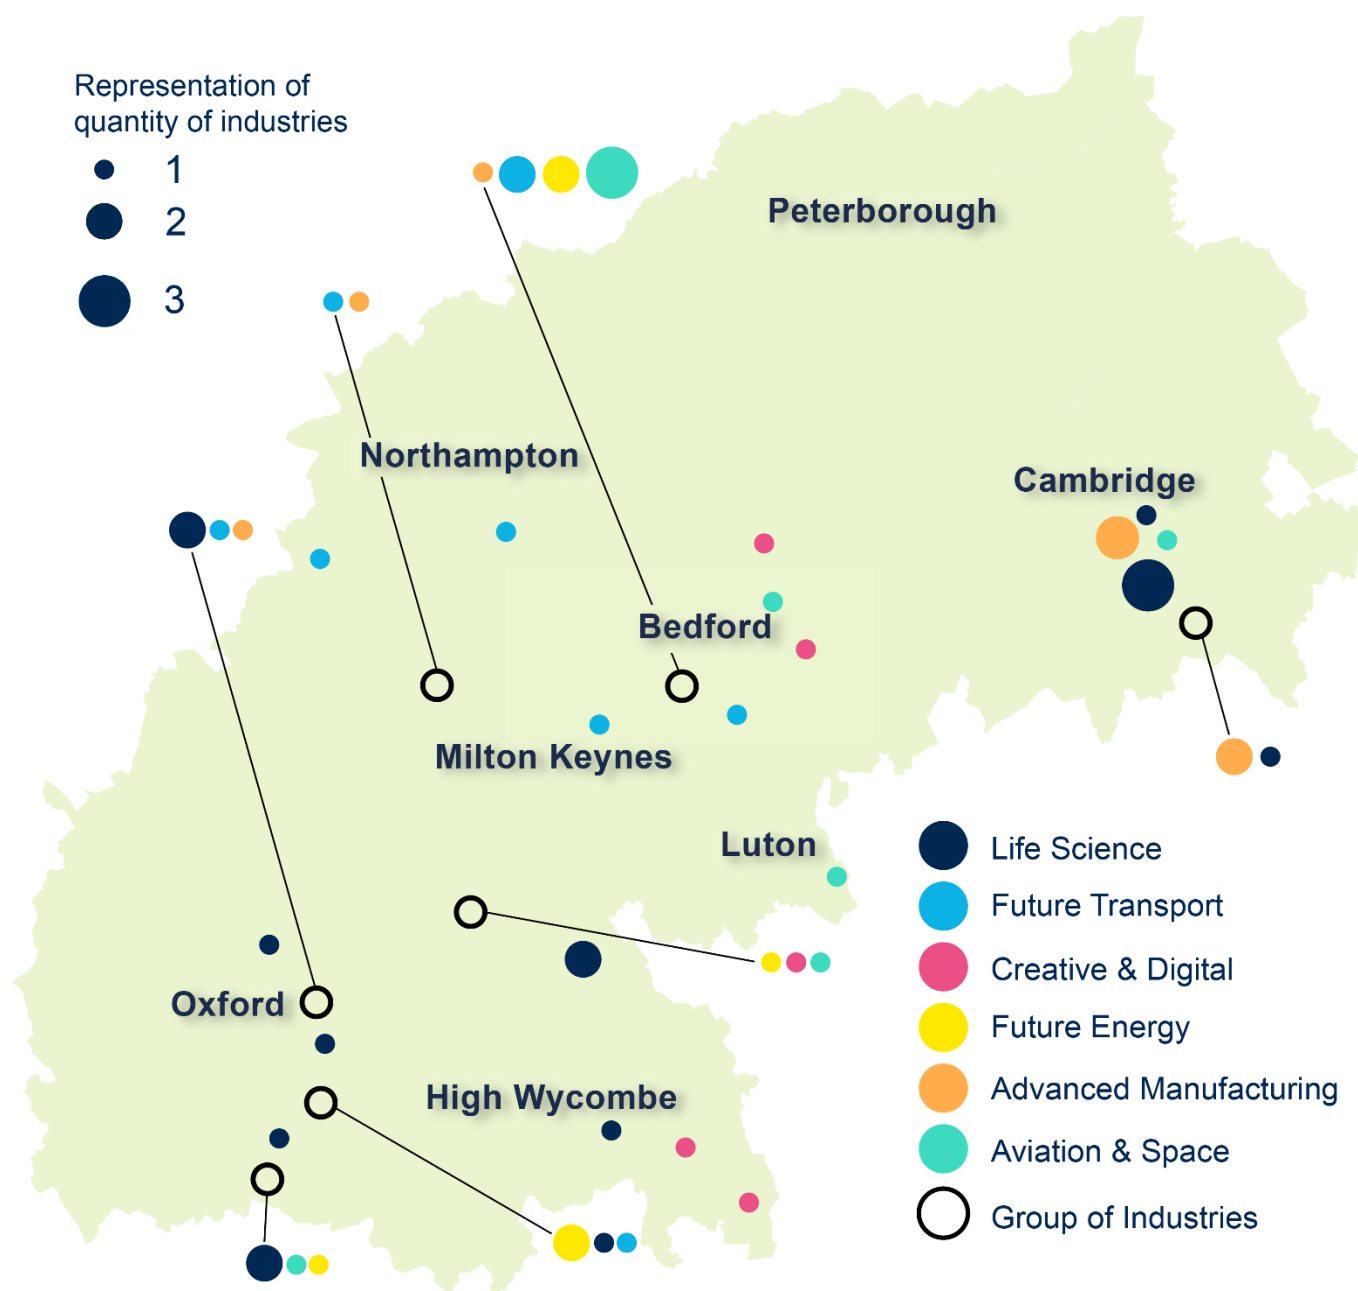 Representation of
quantity of industries
1
2
3
Peterborough
Northampton
Cambridge
Bedford
Milton Keynes
Luton
Oxford
High Wycombe
Life Science
Future Transport
Creative & Digital
Future Energy
Advanced Manufacturing
Aviation & Space
Group of Industries